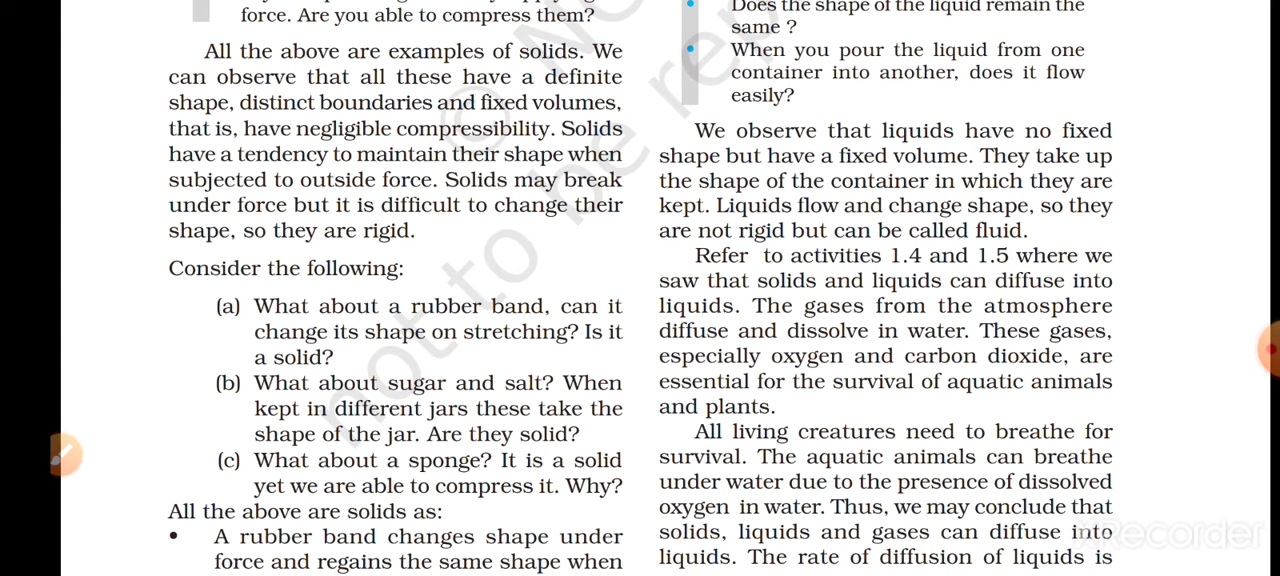 force. Are you able to compress them?
All the above are examples of solids. We
can observe that all these have a definite
shape, distinct boundaries and fixed volumes,
that is, have negligible compressibility. Solids
have a tendency to maintain their shape when
subjected to outside force. Solids may break
under force but it is difficult to change their
shape, so they are rigid.
Consider the following:
(a) What about a rubber band, can it
change its shape on stretching? Is it
a solid?
(b) What about sugar and salt? When
kept in different jars these take the
shape of the jar. Are they solid?
(c) What about a sponge? It is a solid
yet we are able to compress it. Why?
All the above are solids as:
• A rubber band changes shape under
force and regains the same shape when
• Does the shape of the liquid remain the
same ?
• When you pour the liquid from one
container into another, does it flow
easily?
We observe that liquids have no fixed
shape but have a fixed volume. They take up
the shape of the container in which they are
kept. Liquids flow and change shape, so they
are not rigid but can be called fluid.
Refer to activities 1.4 and 1.5 where we
saw that solids and liquids can diffuse into
liquids. The gases from the atmosphere
diffuse and dissolve in water. These gases,
especially oxygen and carbon dioxide, are
essential for the survival of aquatic animals
and plants.
All living creatures need to breathe for
survival. The aquatic animals can breathe
under water due to the presence of dissolved
oxygen in water. Thus, we may conclude that
solids, liquids and gases can diffuse into
liquids. The rate of diffusion of liquids is
not to be rep
XRecorder